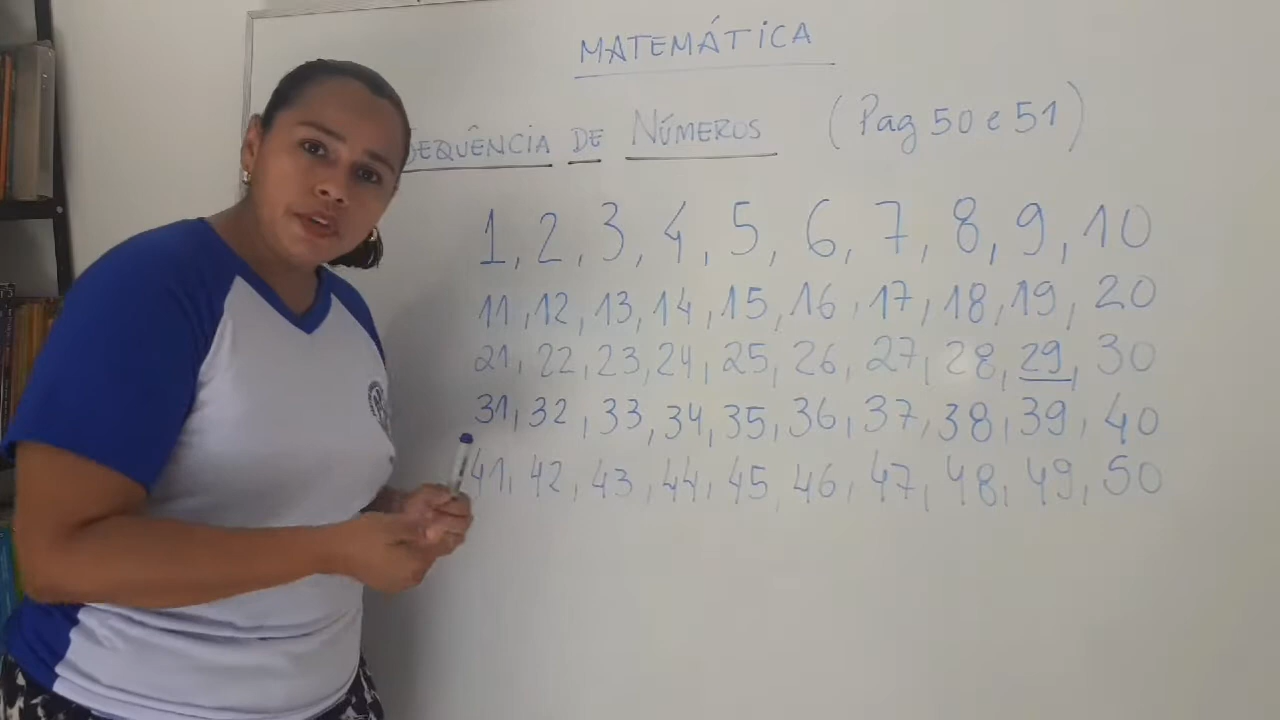 MATEMÁTICA
SEQUÊNCIA DE NÚMEROS (Pag 50 e 51)
1, 2, 3, 4, 5, 6, 7, 8, 9, 10
11, 12, 13, 14, 15, 16, 17, 18, 19, 20
21, 22, 23, 24, 25, 26, 27, 28, 29, 30
31, 32, 33, 34, 35, 36, 37, 38, 39, 40
41, 42, 43, 44, 45, 46, 47, 48, 49, 50